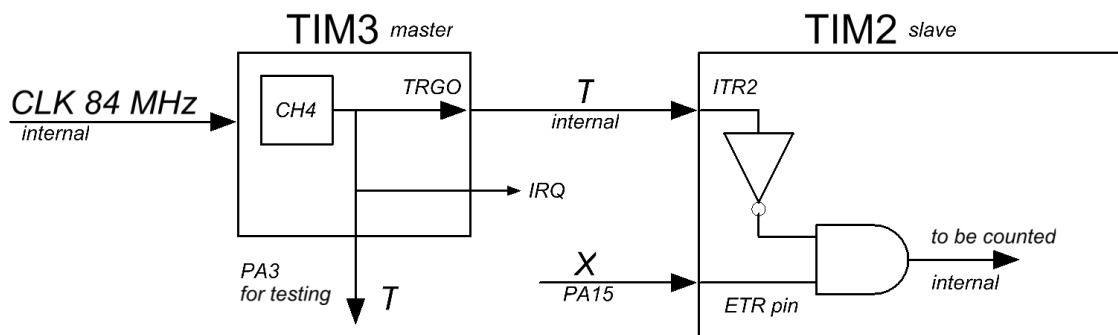 TIM3 master
TIM2 slave
CLK 84 MHz
internal
CH4
TRGO
T
internal
ITR2
IRQ
PA3
for testing
T
X
PA15
ETR pin
to be counted
internal